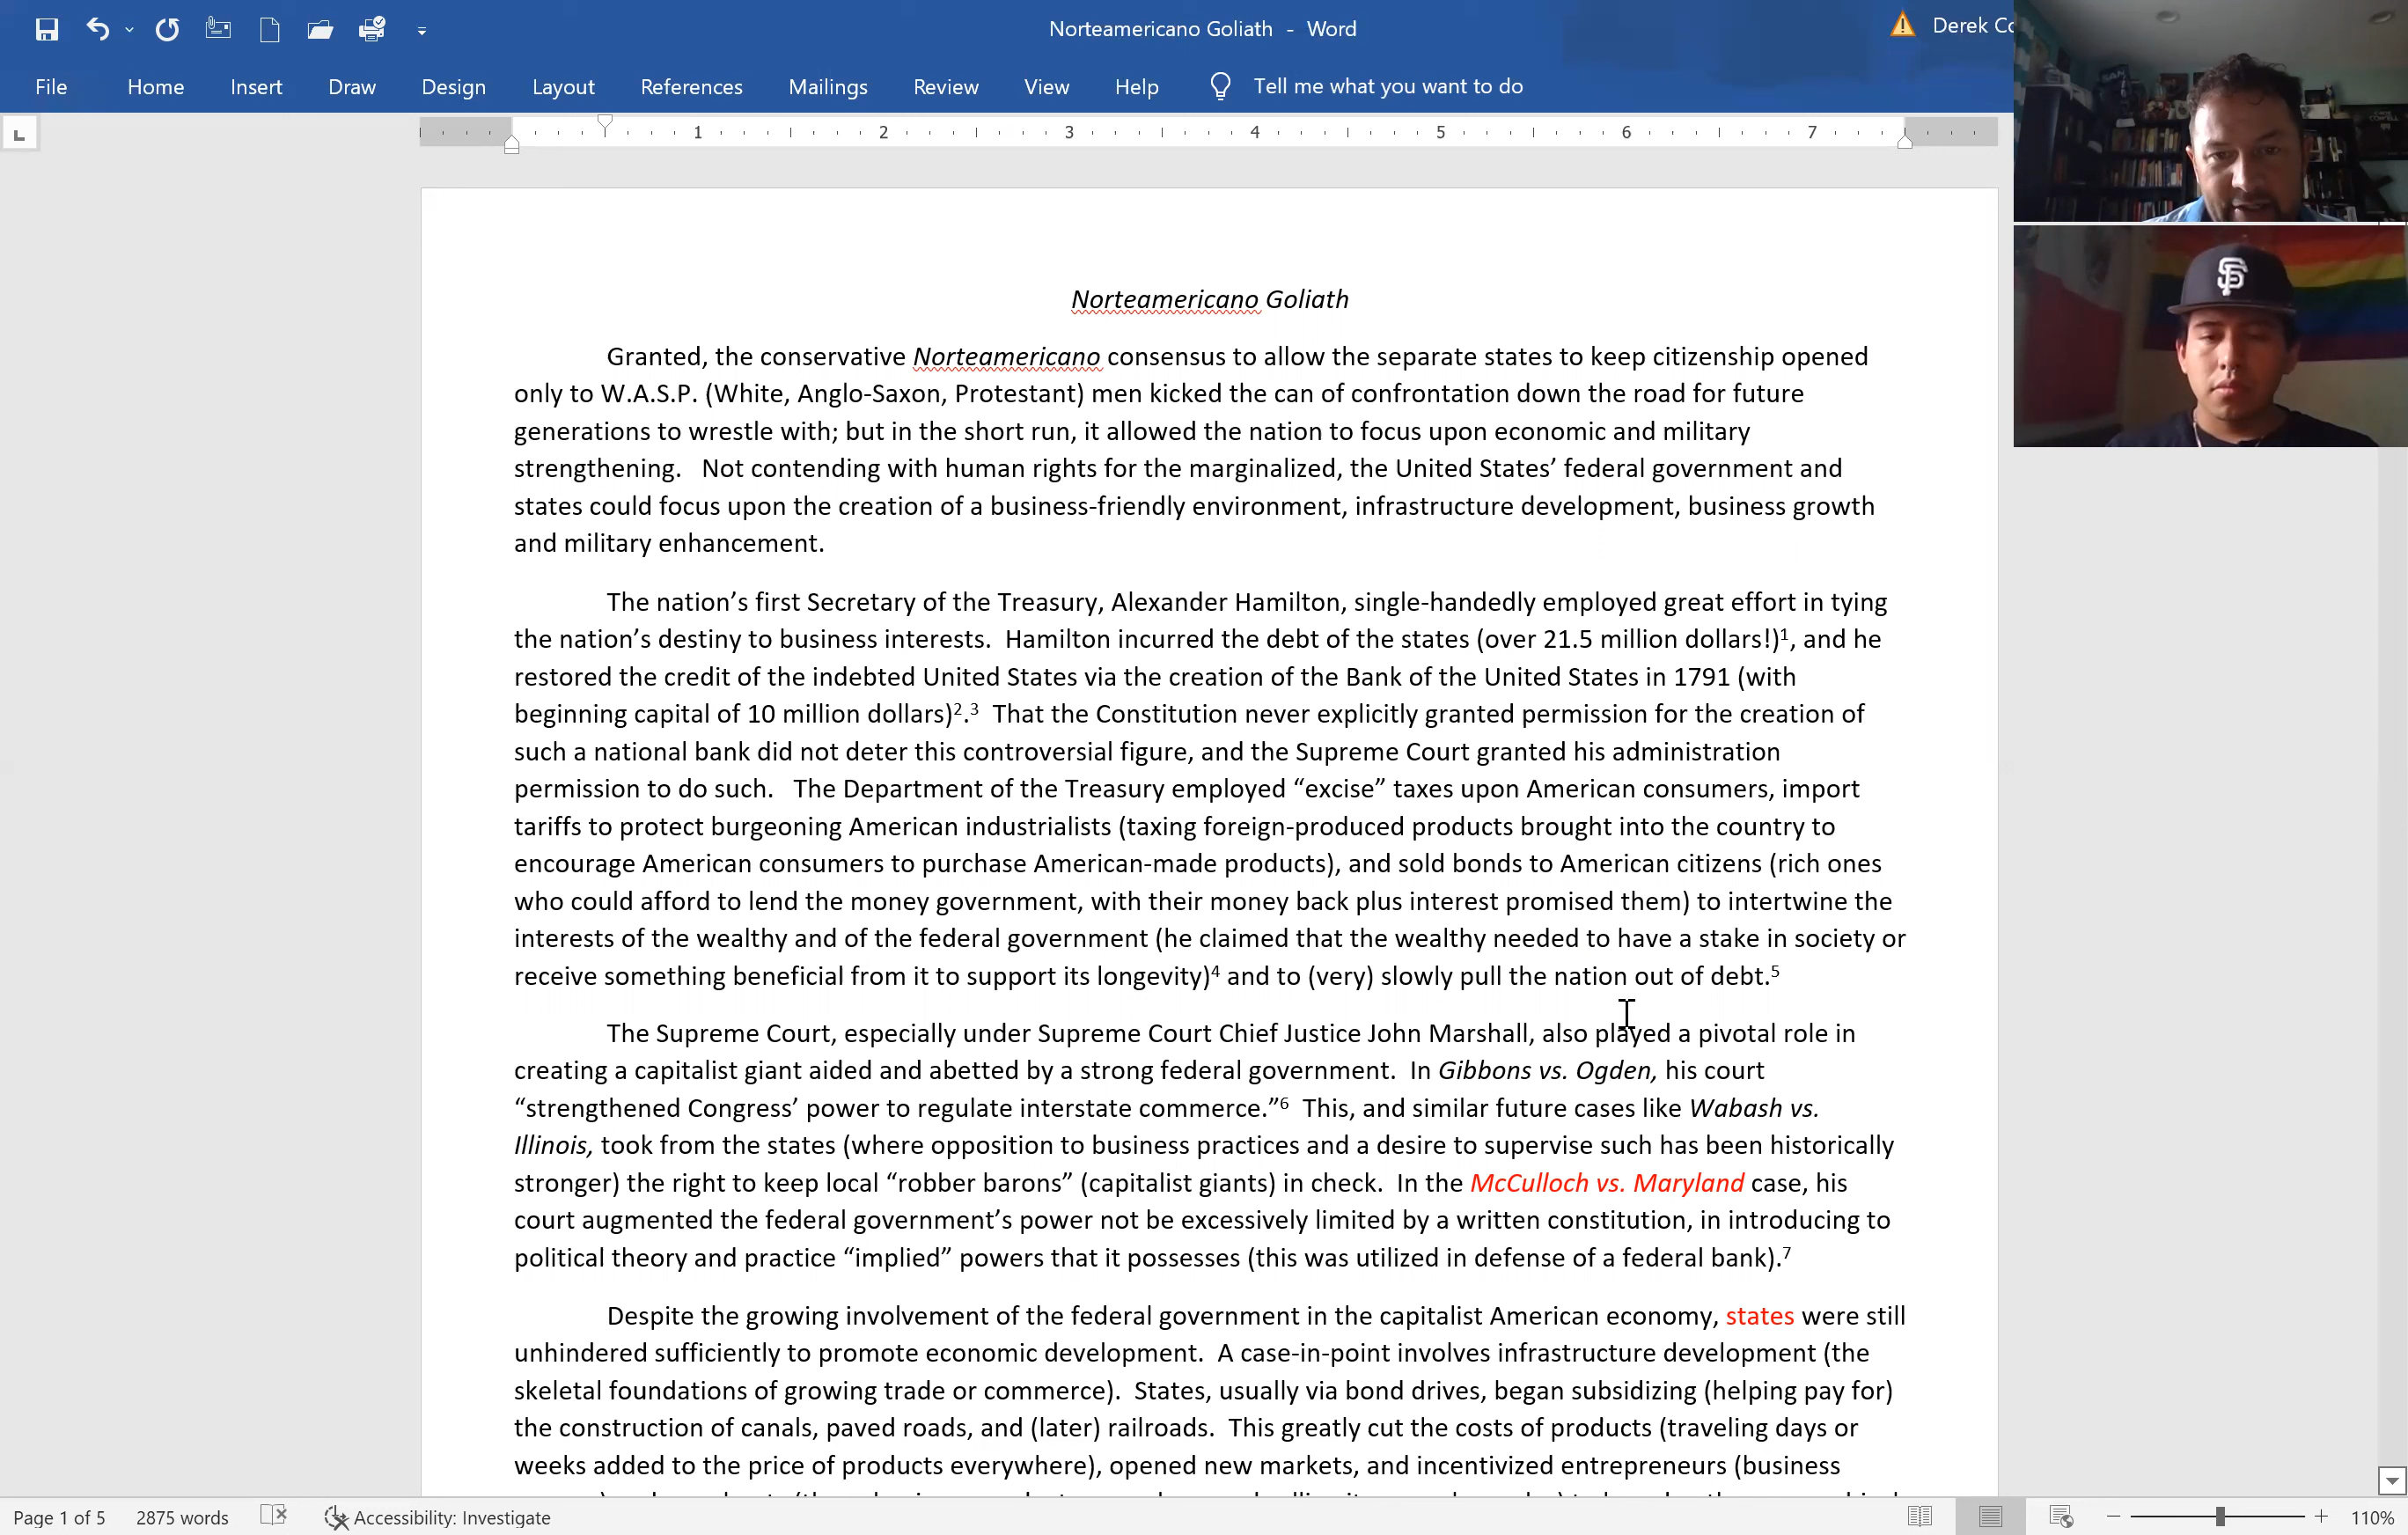 Norteamericano Goliath - Word
Derek Co
File Home Insert Draw Design Layout References Mailings Review View Help Tell me what you want to do
1 2 3 4 5 6 7
SF
Norteamericano Goliath
Granted, the conservative Norteamericano consensus to allow the separate states to keep citizenship opened
only to W.A.S.P. (White, Anglo-Saxon, Protestant) men kicked the can of confrontation down the road for future
generations to wrestle with; but in the short run, it allowed the nation to focus upon economic and military
strengthening.   Not contending with human rights for the marginalized, the United States’ federal government and
states could focus upon the creation of a business-friendly environment, infrastructure development, business growth
and military enhancement.
The nation’s first Secretary of the Treasury, Alexander Hamilton, single-handedly employed great effort in tying
the nation’s destiny to business interests.  Hamilton incurred the debt of the states (over 21.5 million dollars!)¹, and he
restored the credit of the indebted United States via the creation of the Bank of the United States in 1791 (with
beginning capital of 10 million dollars)².³  That the Constitution never explicitly granted permission for the creation of
such a national bank did not deter this controversial figure, and the Supreme Court granted his administration
permission to do such.   The Department of the Treasury employed “excise” taxes upon American consumers, import
tariffs to protect burgeoning American industrialists (taxing foreign-produced products brought into the country to
encourage American consumers to purchase American-made products), and sold bonds to American citizens (rich ones
who could afford to lend the money government, with their money back plus interest promised them) to intertwine the
interests of the wealthy and of the federal government (he claimed that the wealthy needed to have a stake in society or
receive something beneficial from it to support its longevity)⁴ and to (very) slowly pull the nation out of debt.⁵
The Supreme Court, especially under Supreme Court Chief Justice John Marshall, also played a pivotal role in
creating a capitalist giant aided and abetted by a strong federal government.  In Gibbons vs. Ogden, his court
“strengthened Congress’ power to regulate interstate commerce.”⁶  This, and similar future cases like Wabash vs.
Illinois, took from the states (where opposition to business practices and a desire to supervise such has been historically
stronger) the right to keep local “robber barons” (capitalist giants) in check.  In the McCulloch vs. Maryland case, his
court augmented the federal government’s power not be excessively limited by a written constitution, in introducing to
political theory and practice “implied” powers that it possesses (this was utilized in defense of a federal bank).⁷
Despite the growing involvement of the federal government in the capitalist American economy, states were still
unhindered sufficiently to promote economic development.  A case-in-point involves infrastructure development (the
skeletal foundations of growing trade or commerce).  States, usually via bond drives, began subsidizing (helping pay for)
the construction of canals, paved roads, and (later) railroads.  This greatly cut the costs of products (traveling days or
weeks added to the price of products everywhere), opened new markets, and incentivized entrepreneurs (business
Page 1 of 5 2875 words Accessibility: Investigate 110%